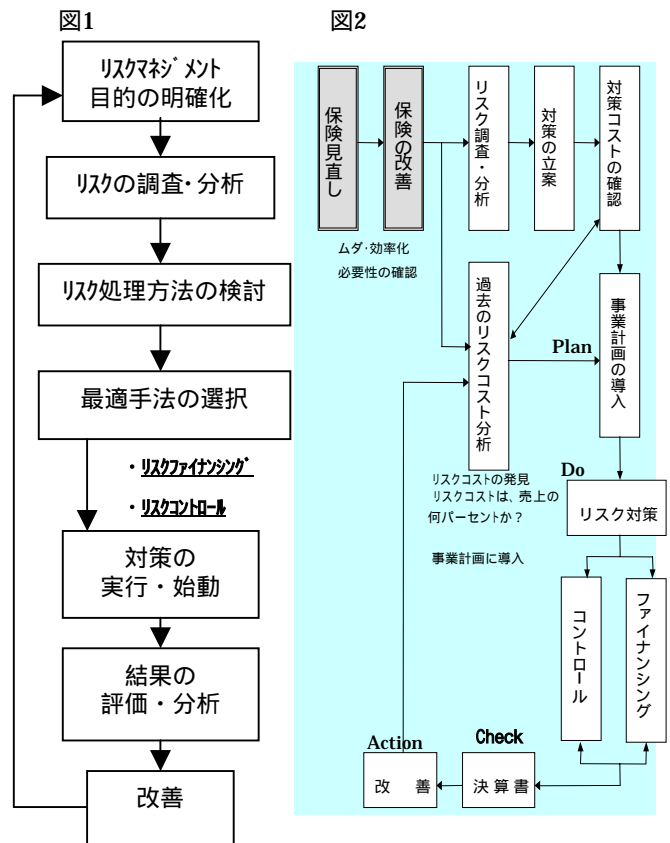 図1
リスクマネジメント
目的の明確化
リスクの調査・分析
リスク処理方法の検討
最適手法の選択
・リスクファイナンシング
・リスクコントロール
対策の
実行・始動
結果の
評価・分析
改善
図2
保険見直し
保険の改善
リスク調査・分析
対策の立案
対策コストの確認
ムダ・効率化
必要性の確認
過去のリスクコスト分析
Plan
事業計画の導入
リスクコストの発見
リスクコストは、売上の
何パーセントか？
事業計画に導入
Do
リスク対策
コントロール
ファイナンシング
Action
改 善
Check
決算書